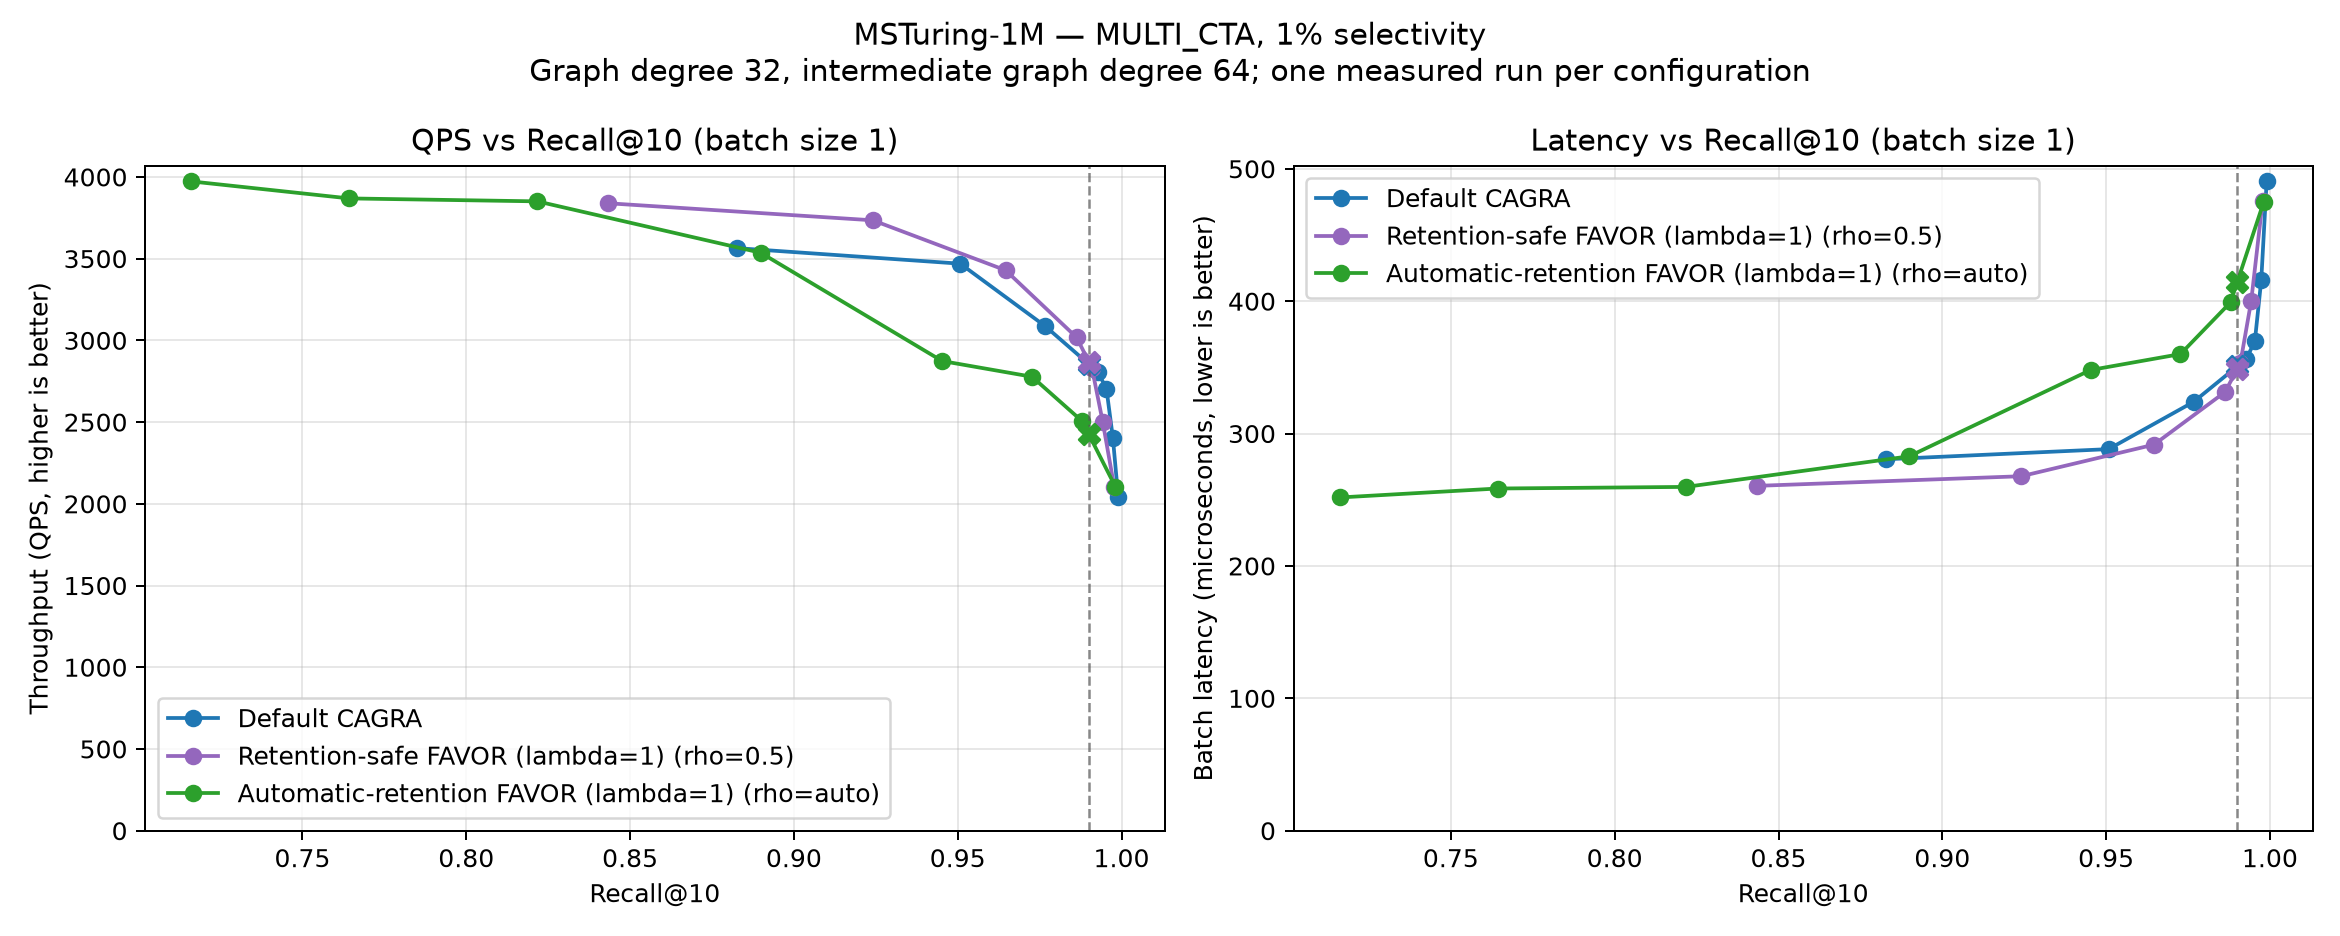 MSTuring-1M — MULTI_CTA, 1% selectivity
Graph degree 32, intermediate graph degree 64; one measured run per configuration
QPS vs Recall@10 (batch size 1)
Throughput (QPS, higher is better)
4000
3500
3000
2500
2000
1500
1000
500
0
Default CAGRA
Retention-safe FAVOR (lambda=1) (rho=0.5)
Automatic-retention FAVOR (lambda=1) (rho=auto)
0.75 0.80 0.85 0.90 0.95 1.00
Recall@10
Latency vs Recall@10 (batch size 1)
Batch latency (microseconds, lower is better)
500
400
300
200
100
0
Default CAGRA
Retention-safe FAVOR (lambda=1) (rho=0.5)
Automatic-retention FAVOR (lambda=1) (rho=auto)
0.75 0.80 0.85 0.90 0.95 1.00
Recall@10